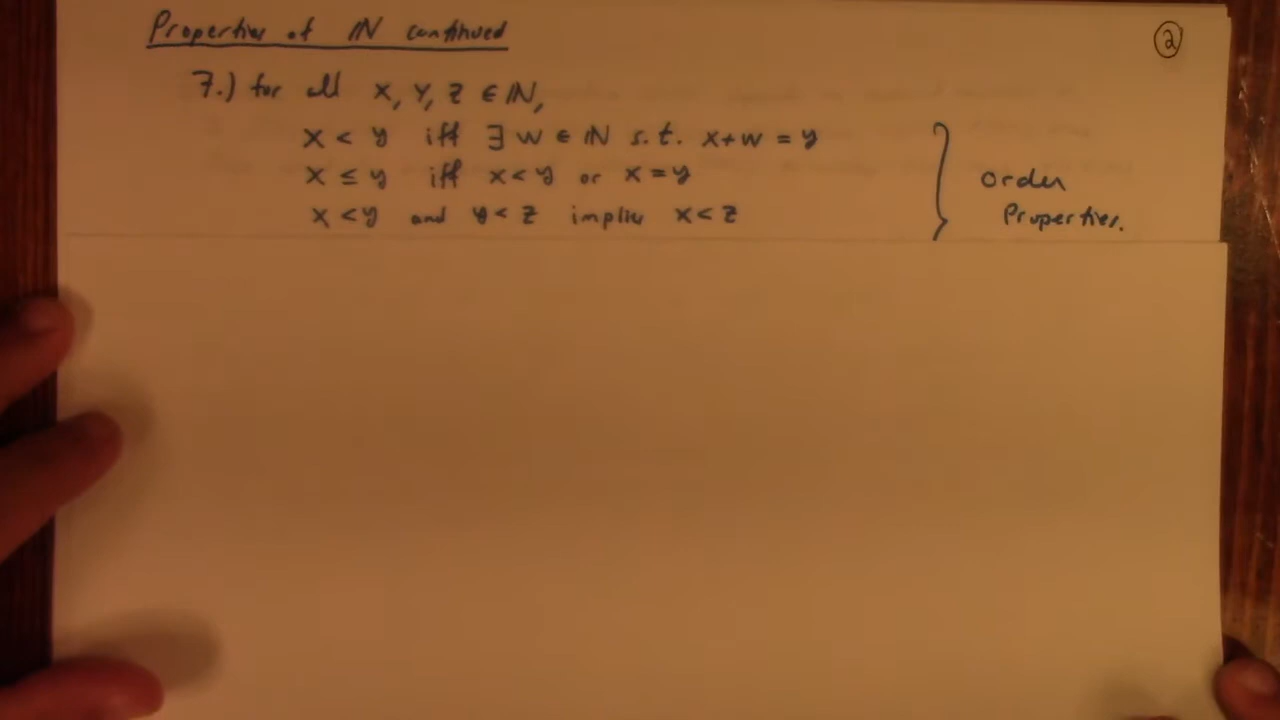 Properties of ℕ continued
②
7.) for all x, y, z ∈ ℕ,
x < y iff ∃ w ∈ ℕ s.t. x+w = y
x ≤ y iff x < y or x = y
x < y and y < z implies x < z
Order
Properties.